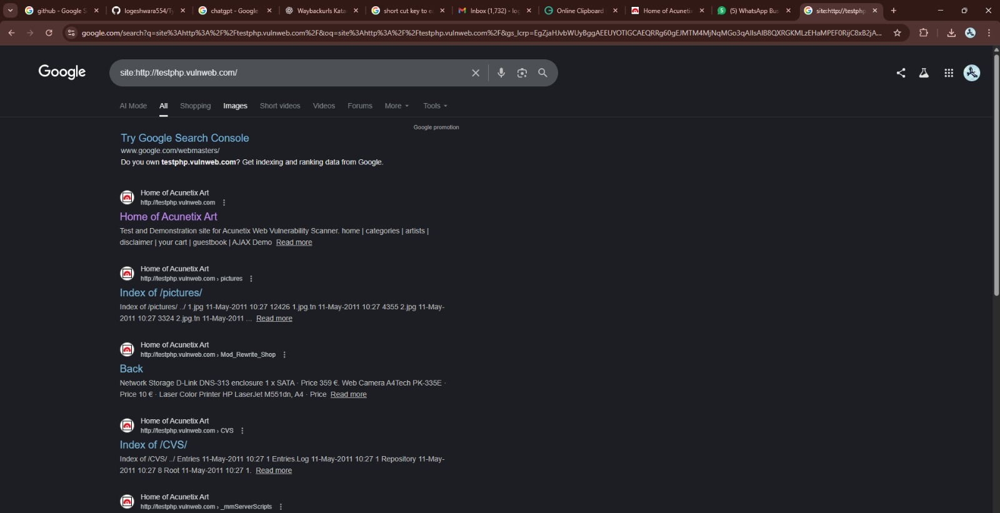 github - Google S
logeshwara554/Ty
chatgpt - Google
Waybackurls Kata
short cut key to e
Inbox (1,732) - lo
Online Clipboard
Home of Acunetix
(5) WhatsApp Bus
site:http://testphp
google.com/search?q=site%3Ahttp%3A%2F%2Ftestphp.vulnweb.com%2F&oq=site%3Ahttp%3A%2F%2Ftestphp.vulnweb.com%2F&gs_lcrp=
Google
site:http://testphp.vulnweb.com/
AI Mode All Shopping Images Short videos Videos Forums More Tools
Google promotion
Try Google Search Console
www.google.com/webmasters/
Do you own testphp.vulnweb.com? Get indexing and ranking data from Google.
Home of Acunetix Art
http://testphp.vulnweb.com
Home of Acunetix Art
Test and Demonstration site for Acunetix Web Vulnerability Scanner. home | categories | artists |
disclaimer | your cart | guestbook | AJAX Demo Read more
Home of Acunetix Art
http://testphp.vulnweb.com › pictures
Index of /pictures/
Index of /pictures/ ../ 1.jpg 11-May-2011 10:27 12426 1.jpg.tn 11-May-2011 10:27 4355 2.jpg 11-May-
2011 10:27 3324 2.jpg.tn 11-May-2011 ... Read more
Home of Acunetix Art
http://testphp.vulnweb.com › Mod_Rewrite_Shop
Back
Network Storage D-Link DNS-313 enclosure 1 x SATA · Price 359 €. Web Camera A4Tech PK-335E ·
Price 10 € · Laser Color Printer HP LaserJet M551dn, A4 · Price Read more
Home of Acunetix Art
http://testphp.vulnweb.com › CVS
Index of /CVS/
Index of /CVS/ ../ Entries 11-May-2011 10:27 1 Entries.Log 11-May-2011 10:27 1 Repository 11-May-
2011 10:27 8 Root 11-May-2011 10:27 1. Read more
Home of Acunetix Art
http://testphp.vulnweb.com › _mmServerScripts